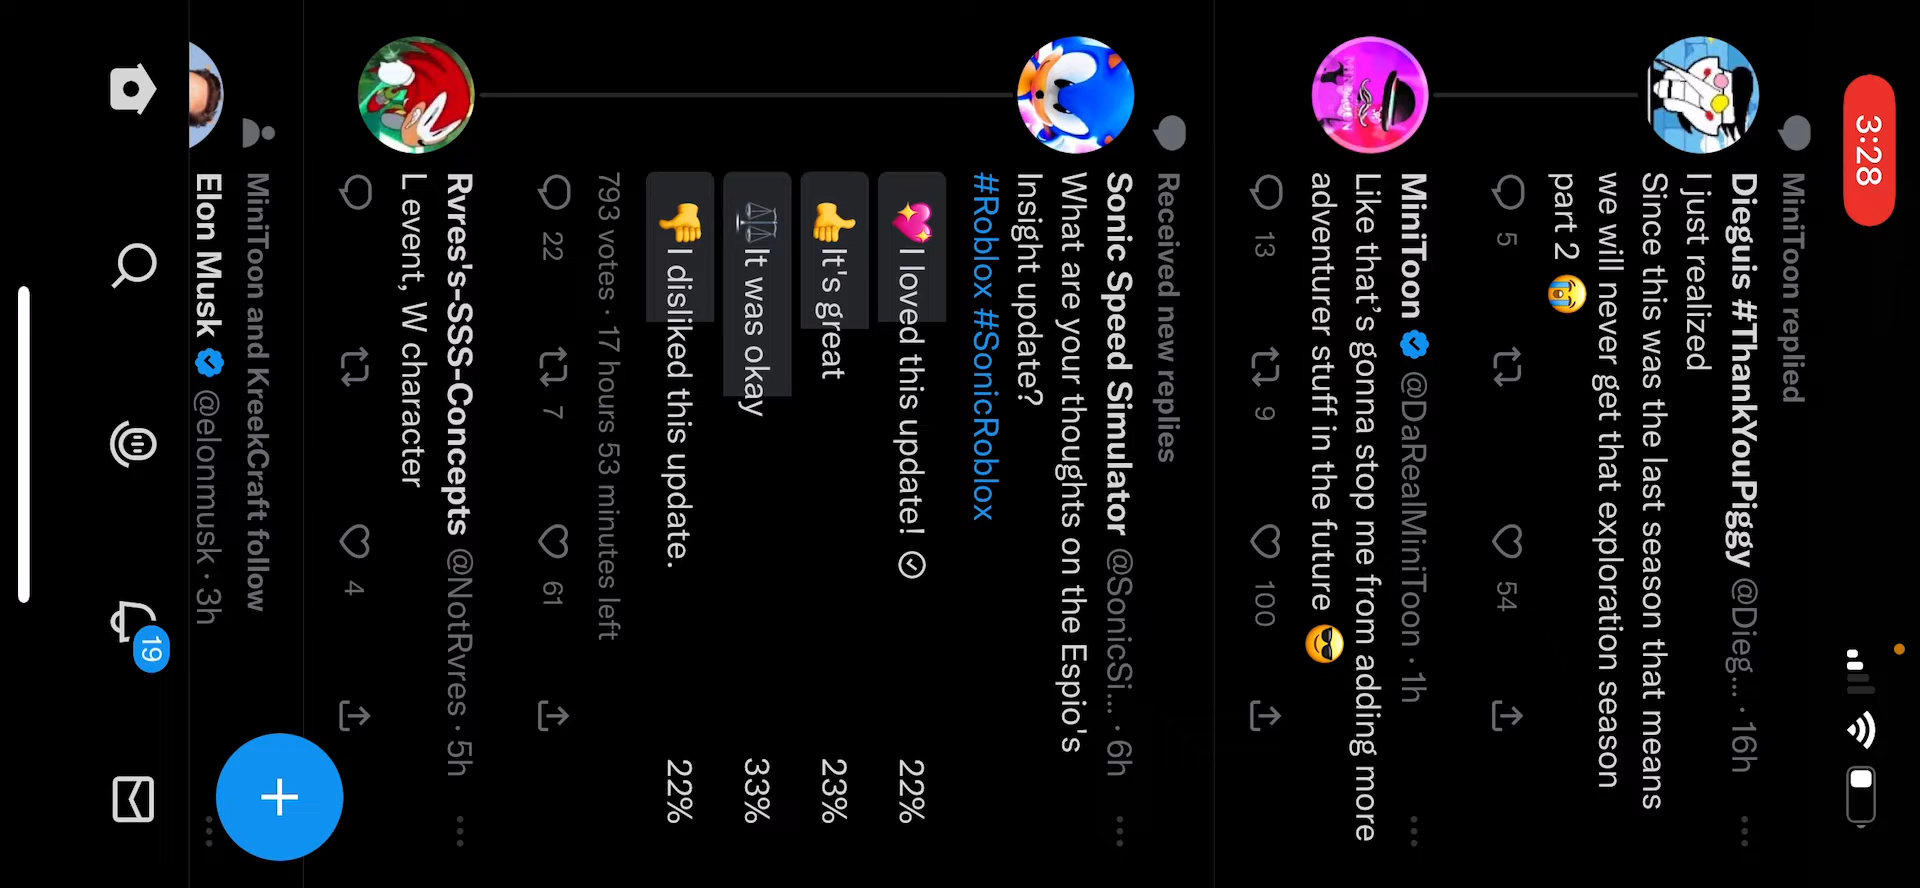 3:28
MiniToon replied
Dieguis #ThankYouPiggy @Dieg... · 16h
I just realized
Since this was the last season that means
we will never get that exploration season
part 2 😭
5 54
MiniToon @DaRealMiniToon · 1h
Like that's gonna stop me from adding more
adventurer stuff in the future 😎
13 9 100
Received new replies
Sonic Speed Simulator @SonicSi... · 6h
What are your thoughts on the Espio's
Insight update?
#Roblox #SonicRoblox
💖 I loved this update! 22%
👍 It's great 23%
⚖️ It was okay 33%
👎 I disliked this update. 22%
793 votes · 17 hours 53 minutes left
22 7 61
Rvres's-SSS-Concepts @NotRvres · 5h
L event, W character
4
MiniToon and KreekCraft follow
Elon Musk @elonmusk · 3h
19